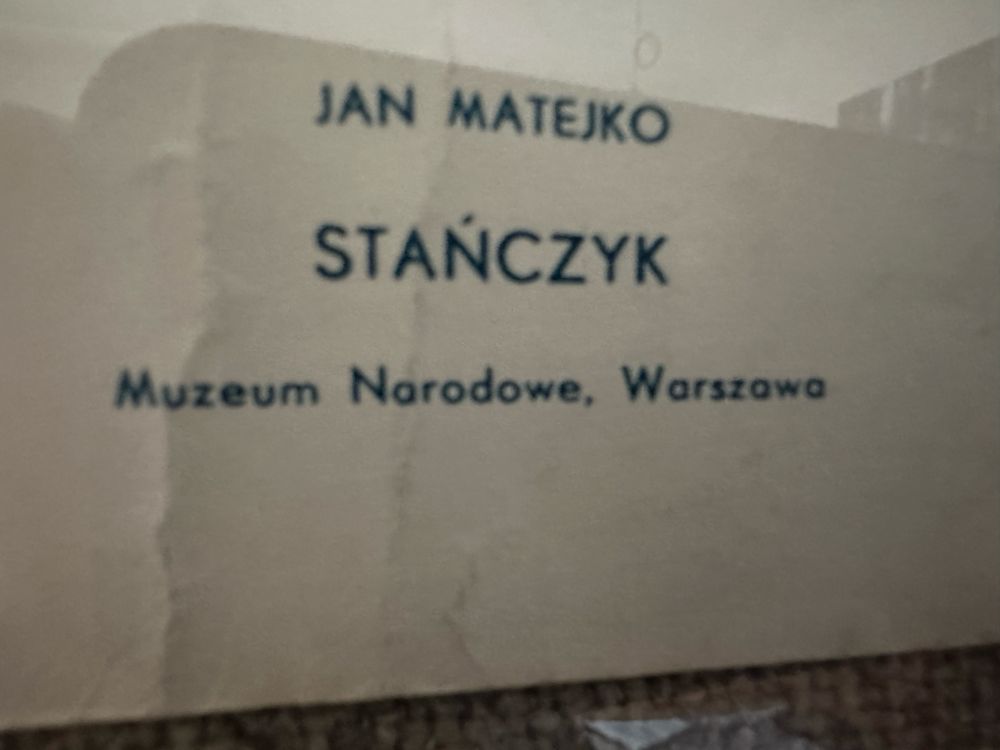 JAN MATEJKO
STAŃCZYK
Muzeum Narodowe, Warszawa